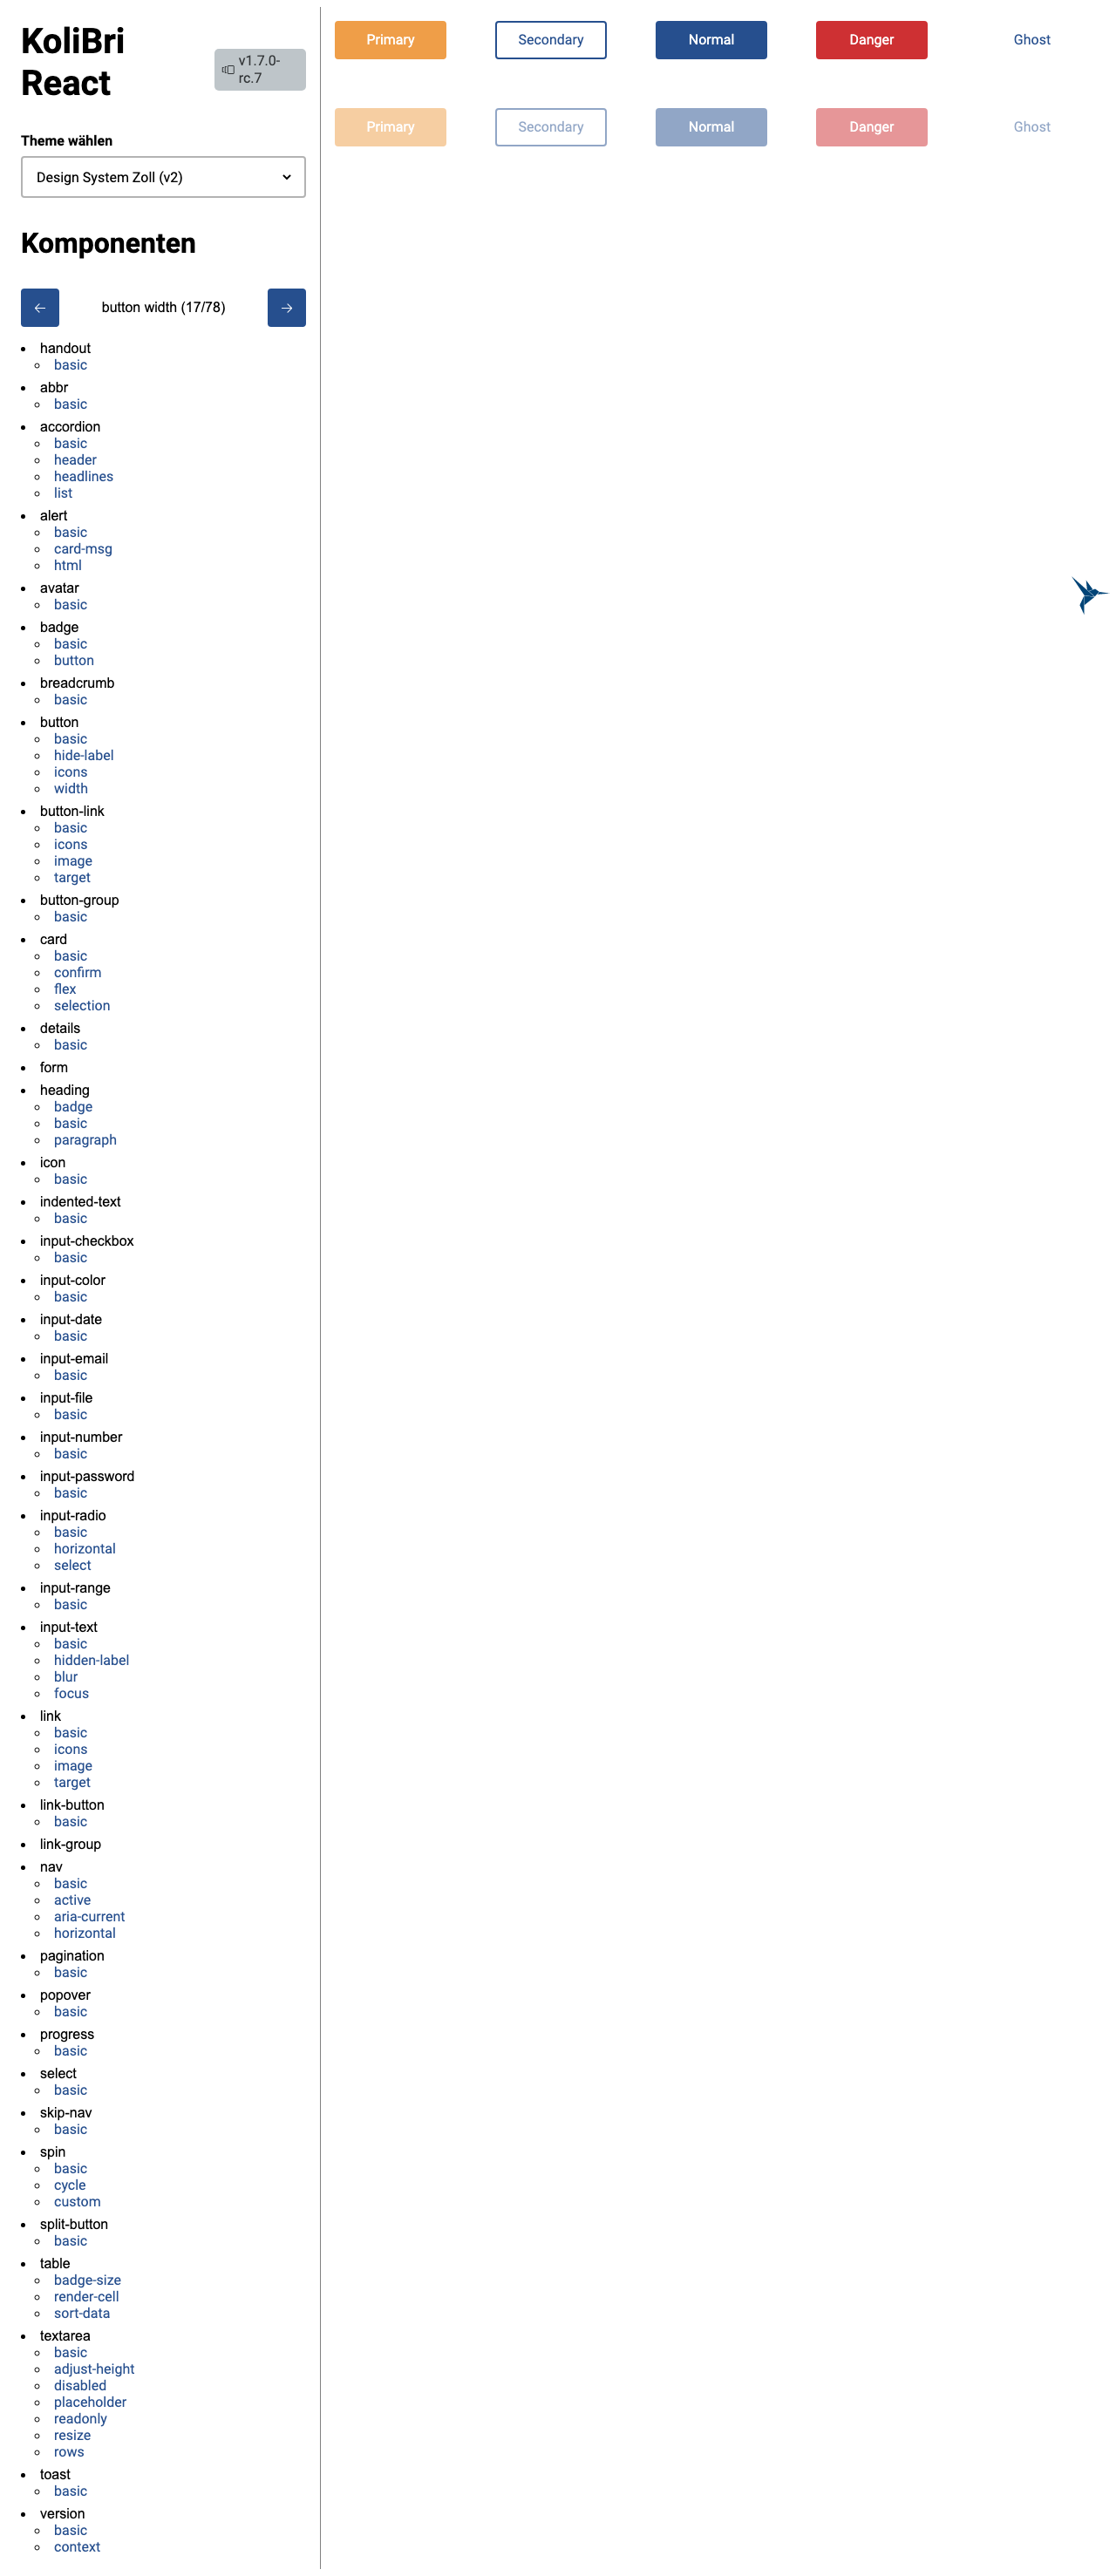 KoliBri
React
v1.7.0-
rc.7
Theme wählen
Design System Zoll (v2)
Komponenten
button width (17/78)
handout
basic
abbr
basic
accordion
basic
header
headlines
list
alert
basic
card-msg
html
avatar
basic
badge
basic
button
breadcrumb
basic
button
basic
hide-label
icons
width
button-link
basic
icons
image
target
button-group
basic
card
basic
confirm
flex
selection
details
basic
form
heading
badge
basic
paragraph
icon
basic
indented-text
basic
input-checkbox
basic
input-color
basic
input-date
basic
input-email
basic
input-file
basic
input-number
basic
input-password
basic
input-radio
basic
horizontal
select
input-range
basic
input-text
basic
hidden-label
blur
focus
link
basic
icons
image
target
link-button
basic
link-group
nav
basic
active
aria-current
horizontal
pagination
basic
popover
basic
progress
basic
select
basic
skip-nav
basic
spin
basic
cycle
custom
split-button
basic
table
badge-size
render-cell
sort-data
textarea
basic
adjust-height
disabled
placeholder
readonly
resize
rows
toast
basic
version
basic
context
Primary Secondary Normal Danger Ghost
Primary Secondary Normal Danger Ghost